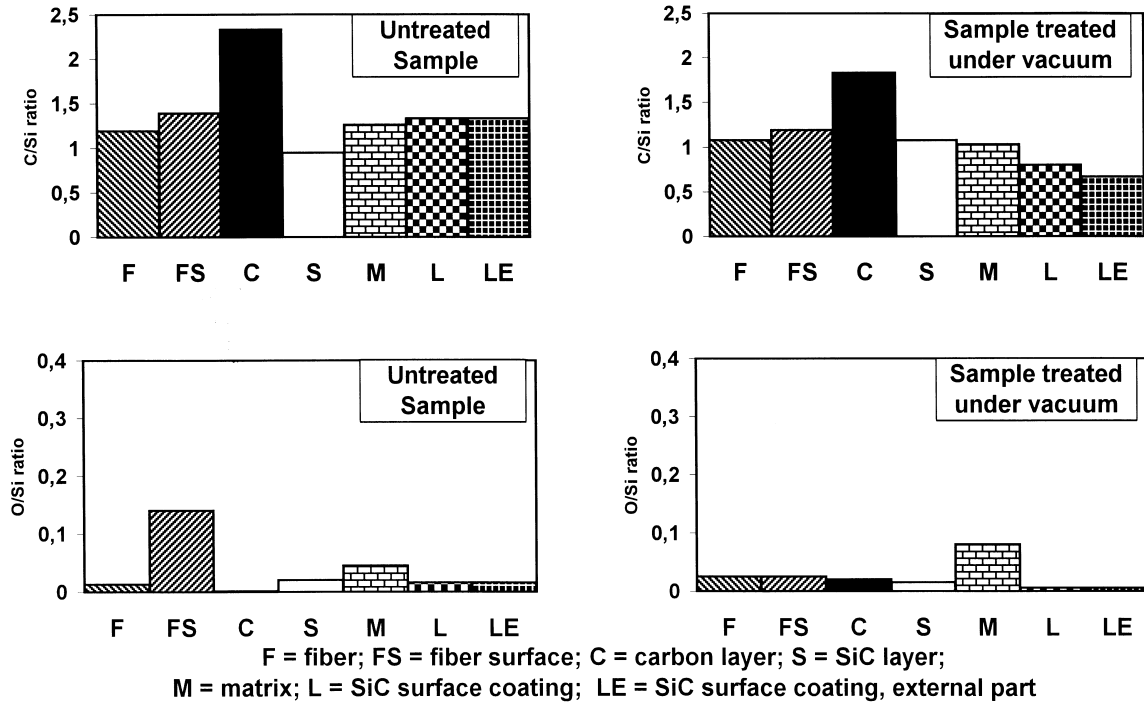 Untreated
Sample
C/Si ratio
2,5
2
1,5
1
0,5
0
F FS C S M L LE
Sample treated
under vacuum
C/Si ratio
2,5
2
1,5
1
0,5
0
F FS C S M L LE
Untreated
Sample
O/Si ratio
0,4
0,3
0,2
0,1
0
F FS C S M L LE
Sample treated
under vacuum
O/Si ratio
0,4
0,3
0,2
0,1
0
F FS C S M L LE
F = fiber; FS = fiber surface; C = carbon layer; S = SiC layer;
M = matrix; L = SiC surface coating; LE = SiC surface coating, external part